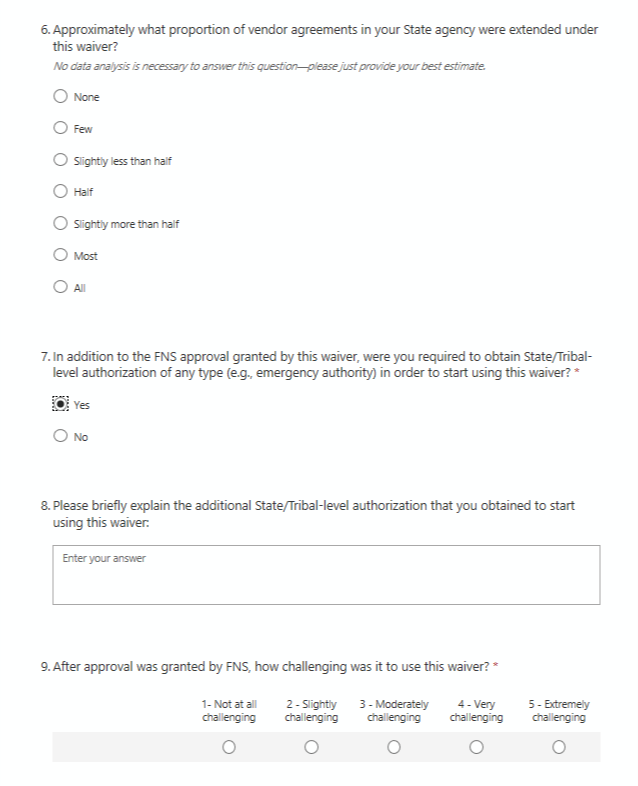 6. Approximately what proportion of vendor agreements in your State agency were extended under
this waiver?
No data analysis is necessary to answer this question—please just provide your best estimate.
None
Few
Slightly less than half
Half
Slightly more than half
Most
All
7. In addition to the FNS approval granted by this waiver, were you required to obtain State/Tribal-
level authorization of any type (e.g., emergency authority) in order to start using this waiver? *
Yes
No
8. Please briefly explain the additional State/Tribal-level authorization that you obtained to start
using this waiver:
Enter your answer
9. After approval was granted by FNS, how challenging was it to use this waiver? *
1- Not at all 2 - Slightly 3 - Moderately 4 - Very 5 - Extremely
challenging challenging challenging challenging challenging